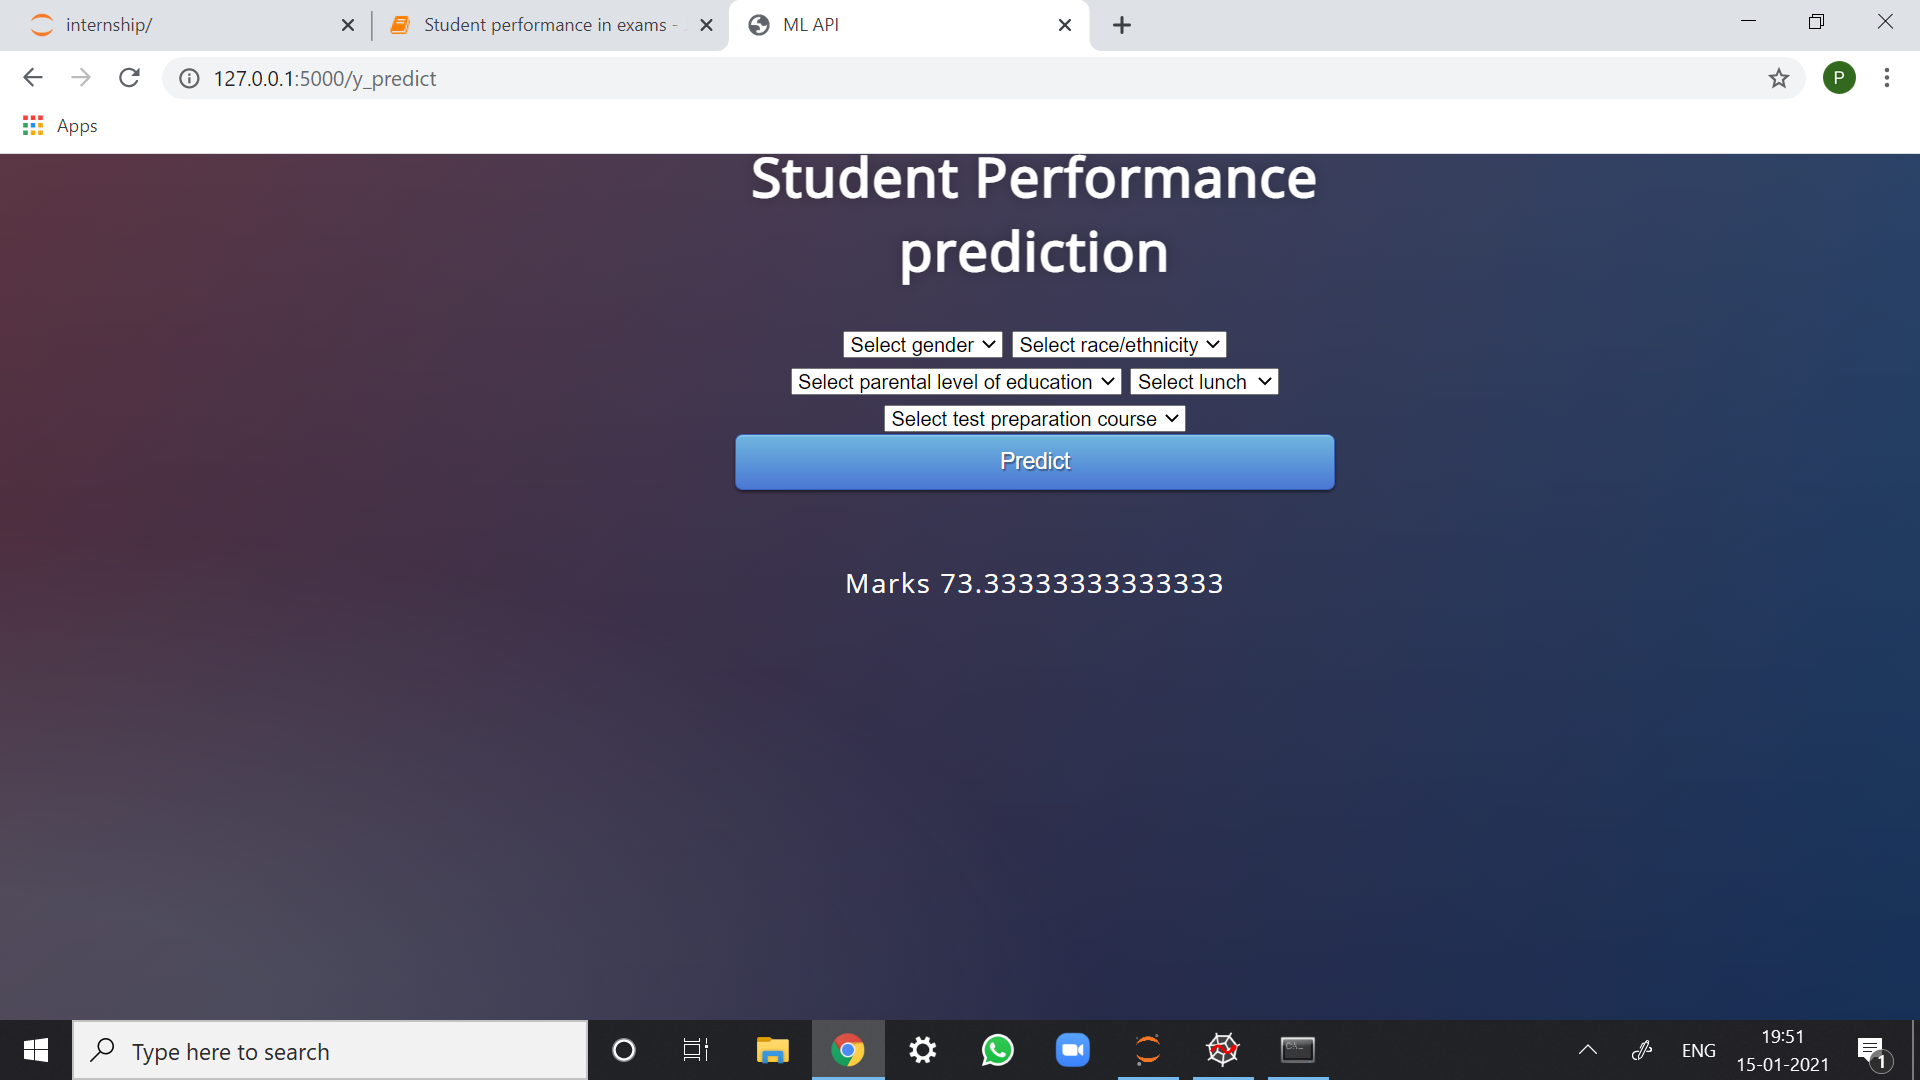 internship/
Student performance in exams -
ML API
127.0.0.1:5000/y_predict
P
Apps
Student Performance
prediction
Select gender Select race/ethnicity
Select parental level of education Select lunch
Select test preparation course
Predict
Marks 73.33333333333333
Type here to search
ENG
19:51
15-01-2021
1